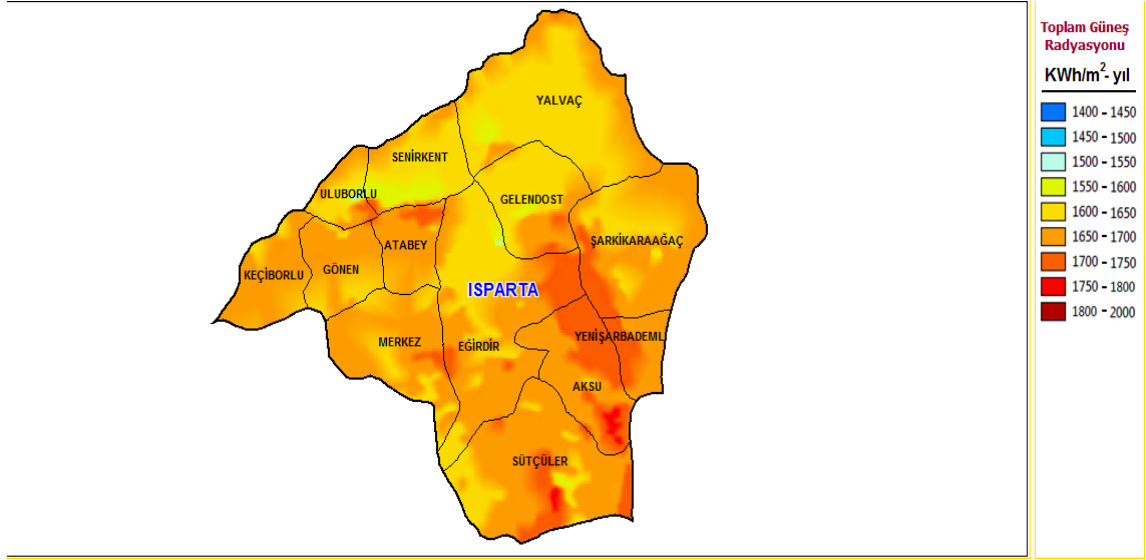 YALVAÇ
SENİRKENT
ULUBORLU
GELENDOST
ŞARKİKARAAĞAÇ
ATABEY
GÖNEN
KEÇİBORLU
ISPARTA
MERKEZ
EĞİRDİR
YENİŞARBADEML
AKSU
SÜTÇÜLER
Toplam Güneş
Radyasyonu
KWh/m²- yıl
1400 - 1450
1450 - 1500
1500 - 1550
1550 - 1600
1600 - 1650
1650 - 1700
1700 - 1750
1750 - 1800
1800 - 2000